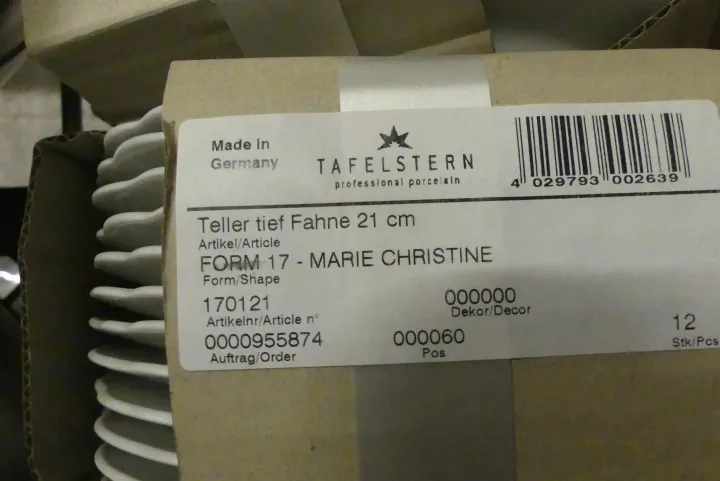 Made in
Germany
TAFELSTERN
professional porcelain
4 029793 002639
Teller tief Fahne 21 cm
Artikel/Article
FORM 17 - MARIE CHRISTINE
Form/Shape
170121
Artikelnr/Article n°
000000
Dekor/Decor
0000955874
Auftrag/Order
000060
Pos.
12
Stk/Pcs